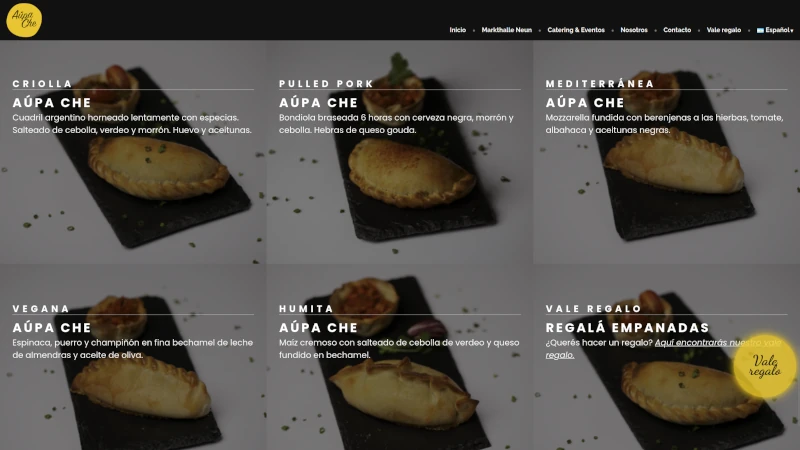 Aúpa
Che
Inicio
Markthalle Neun
Catering & Eventos
Nosotros
Contacto
Vale regalo
Español
CRIOLLA
AÚPA CHE
Cuadril argentino horneado lentamente con especias.
Salteado de cebolla, verdeo y morrón. Huevo y aceitunas.
PULLED PORK
AÚPA CHE
Bondiola braseada 6 horas con cerveza negra, morrón y
cebolla. Hebras de queso gouda.
MEDITERRÁNEA
AÚPA CHE
Mozzarella fundida con berenjenas a las hierbas, tomate,
albahaca y aceitunas negras.
VEGANA
AÚPA CHE
Espinaca, puerro y champiñón en fina bechamel de leche
de almendras y aceite de oliva.
HUMITA
AÚPA CHE
Maíz cremoso con salteado de cebolla de verdeo y queso
fundido en bechamel.
VALE REGALO
REGALÁ EMPANADAS
¿Querés hacer un regalo? Aquí encontrarás nuestro vale
regalo.
Vale
regalo